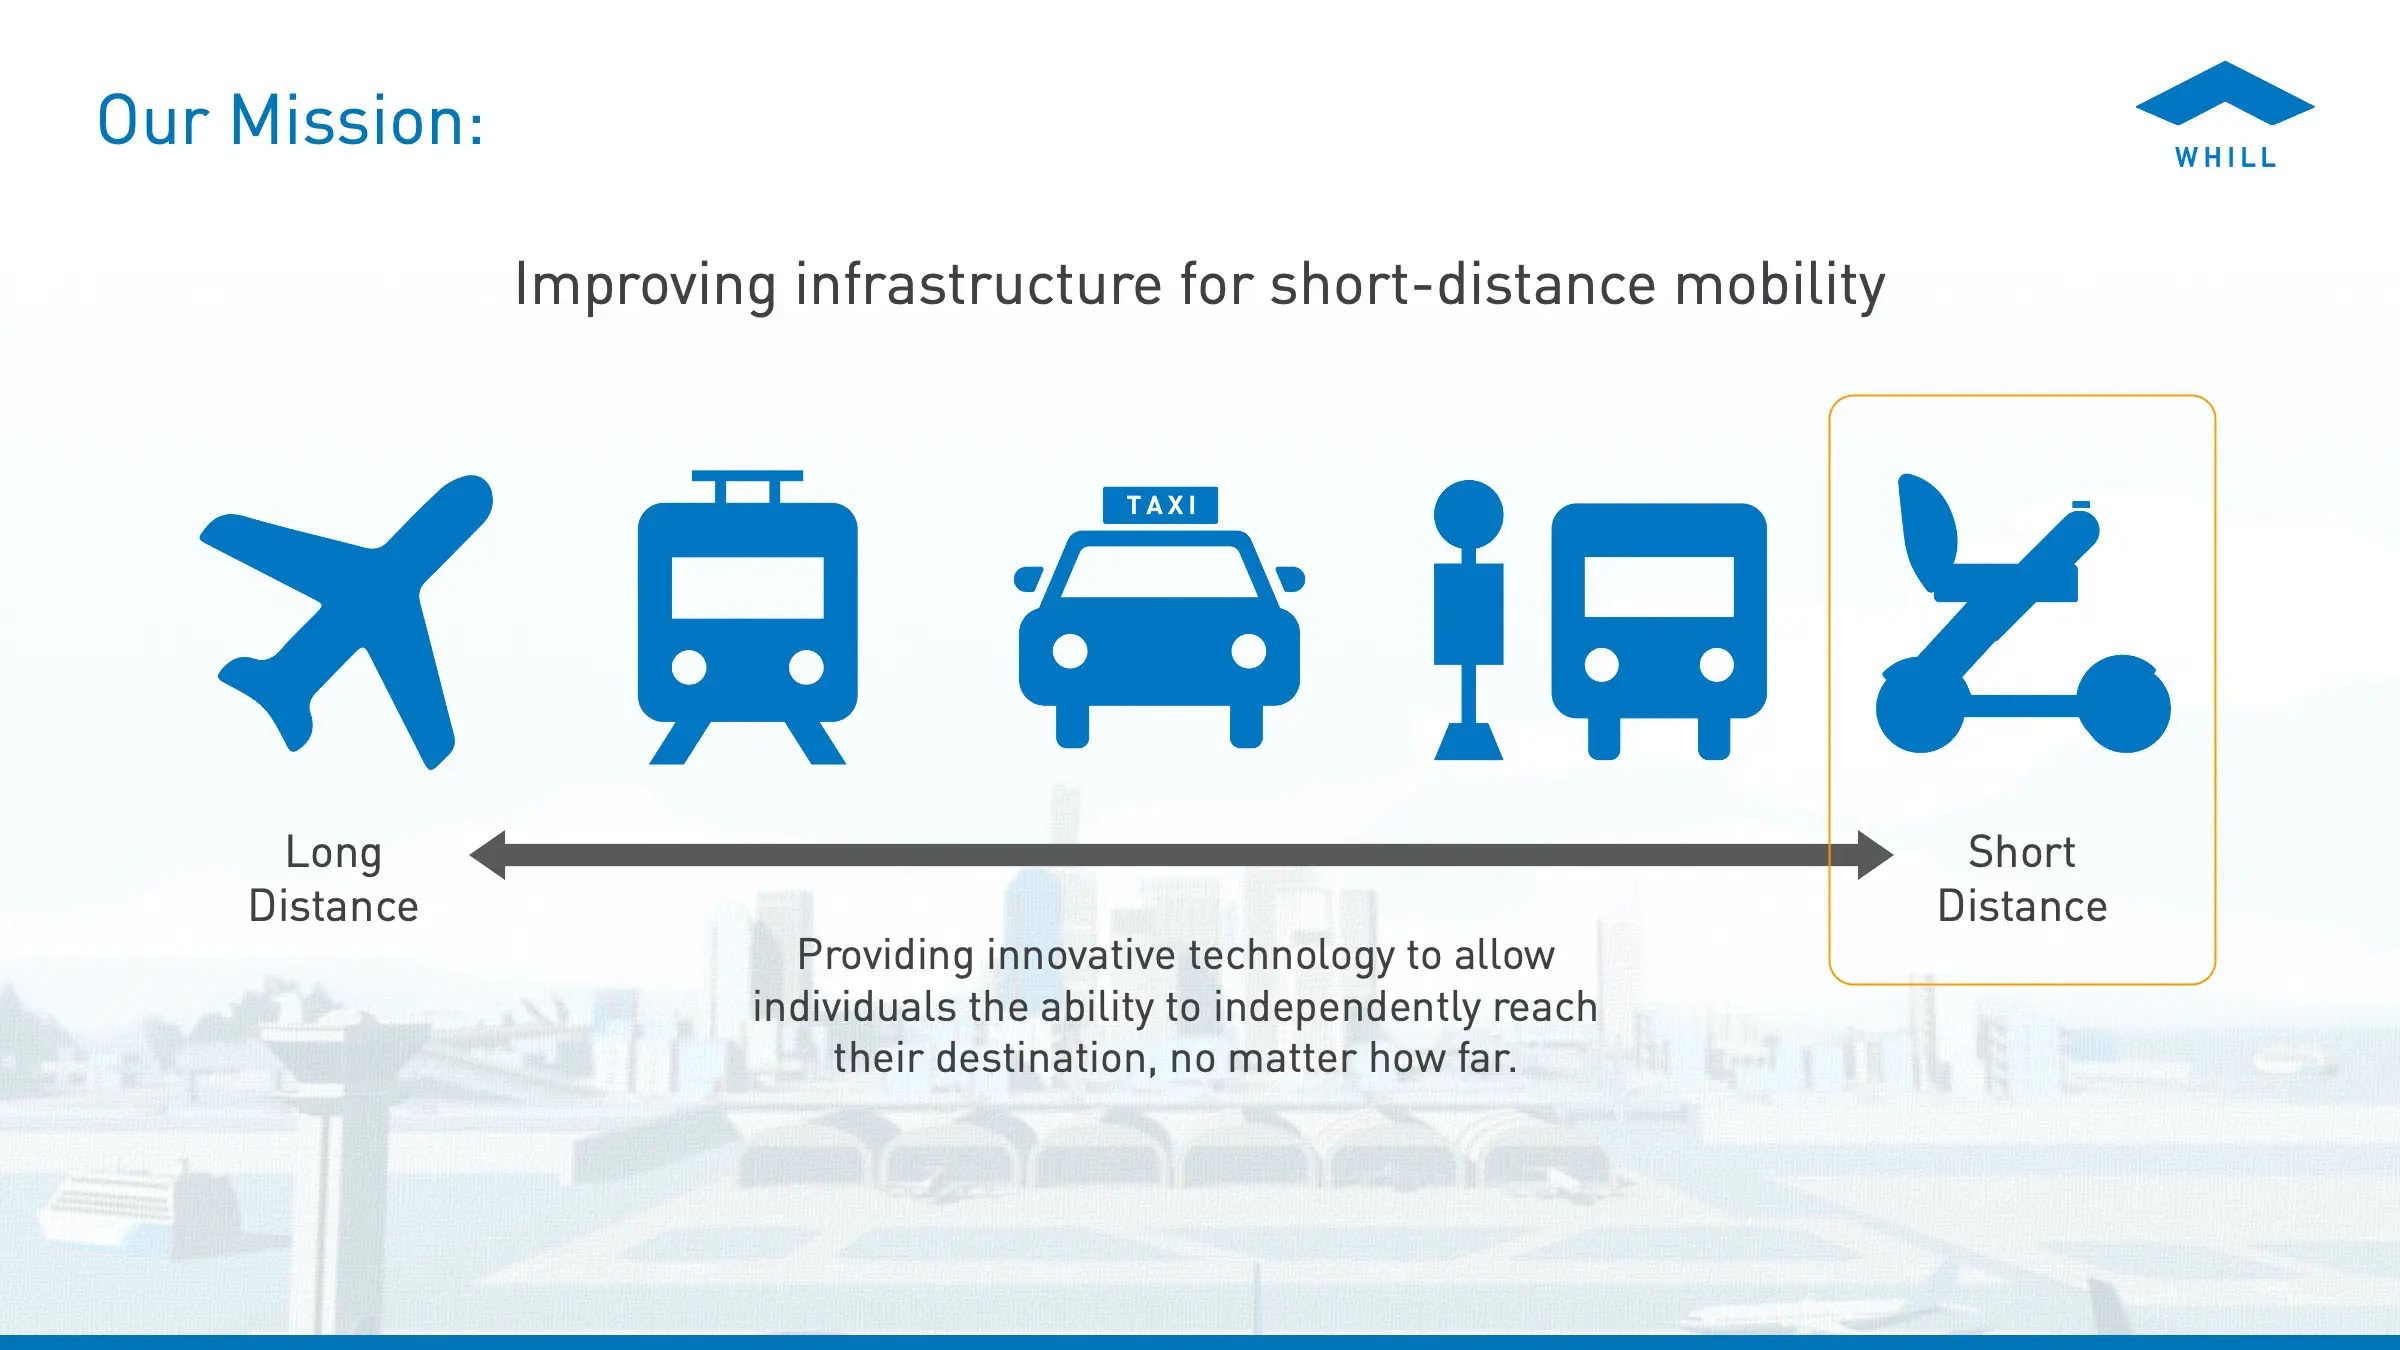 Our Mission:
WHILL
Improving infrastructure for short-distance mobility
TAXI
Long
Distance
Short
Distance
Providing innovative technology to allow
individuals the ability to independently reach
their destination, no matter how far.